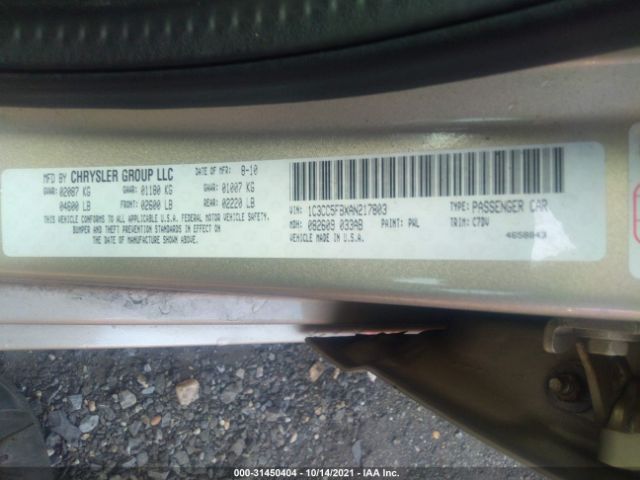 MFD BY CHRYSLER GROUP LLC DATE OF MFR: 8-10
GVWR: 02087 KG GAWR: 01180 KG GAWR: 01007 KG
04600 LB FRONT: 02600 LB REAR: 02220 LB
THIS VEHICLE CONFORMS TO ALL APPLICABLE U.S.A. FEDERAL MOTOR VEHICLE SAFETY,
BUMPER AND THEFT PREVENTION STANDARDS IN EFFECT ON
THE DATE OF MANUFACTURE SHOWN ABOVE.
VIN: 1C3CC5FBXAN217803 TYPE: PASSENGER CAR
MDH: 082609 033AB PAINT: PKL TRIM: C7DV
VEHICLE MADE IN U.S.A. 4658843
000-31450404 - 10/14/2021 - IAA Inc.